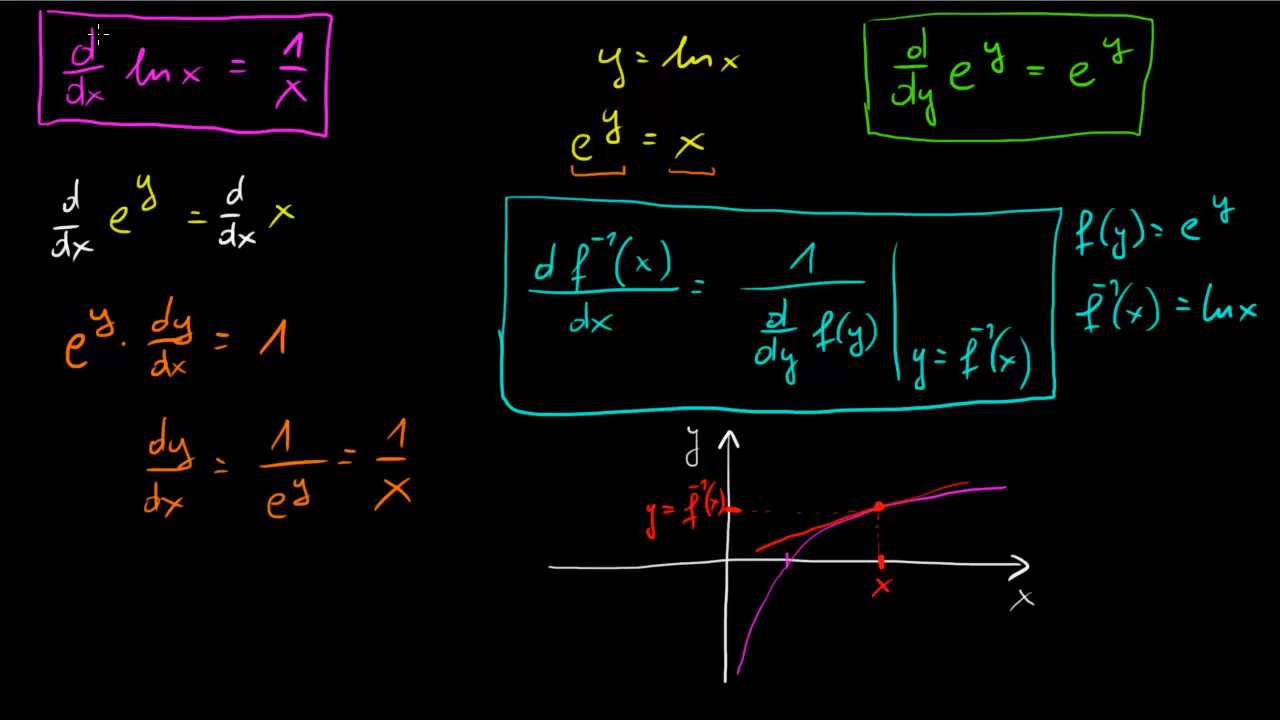 d/dx ln x = 1/x
y = ln x
e^y = x
d/dy e^y = e^y
d/dx e^y = d/dx x
e^y · dy/dx = 1
dy/dx = 1/e^y = 1/x
d f⁻¹(x)/dx = 1/(d/dy f(y)) | y = f⁻¹(x)
f(y) = e^y
f⁻¹(x) = ln x
y
y = f⁻¹(x)
x
x